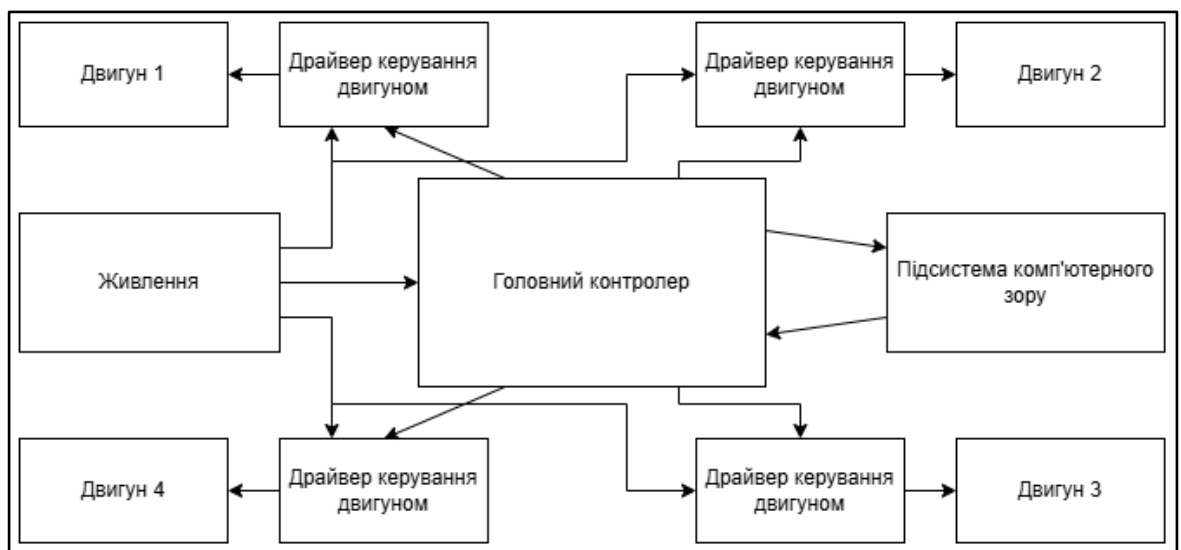 Двигун 1
Драйвер керування
двигуном
Драйвер керування
двигуном
Двигун 2
Живлення
Головний контролер
Підсистема комп'ютерного
зору
Двигун 4
Драйвер керування
двигуном
Драйвер керування
двигуном
Двигун 3